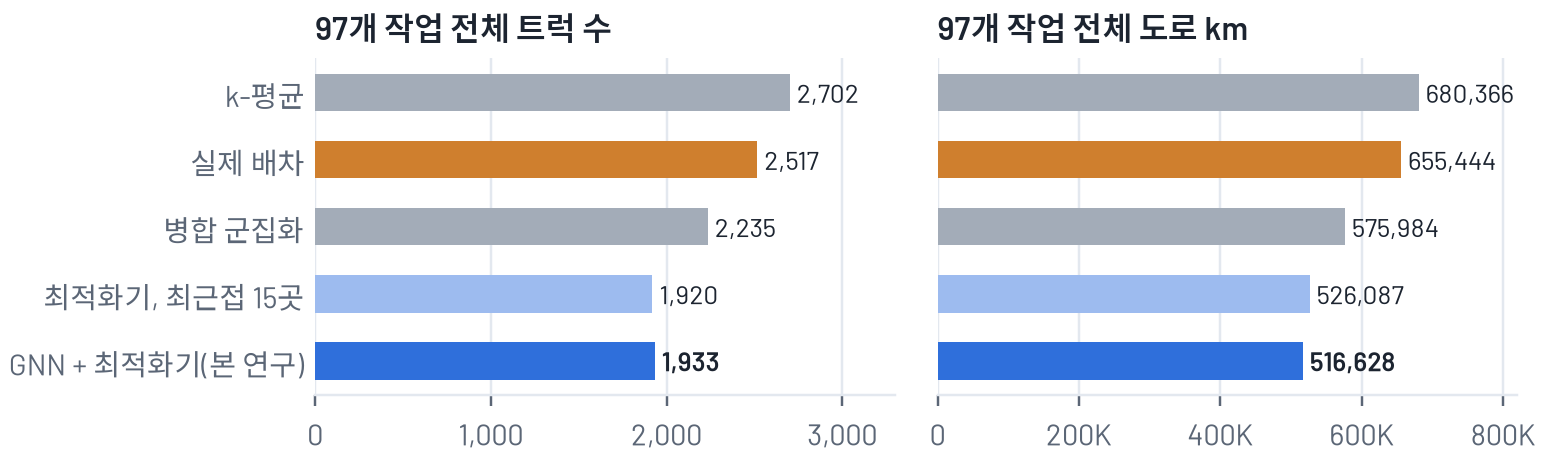 97개 작업 전체 트럭 수
k-평균
2,702
실제 배차
2,517
병합 군집화
2,235
최적화기, 최근접 15곳
1,920
GNN + 최적화기(본 연구)
1,933
0
1,000
2,000
3,000
97개 작업 전체 도로 km
680,366
655,444
575,984
526,087
516,628
0
200K
400K
600K
800K